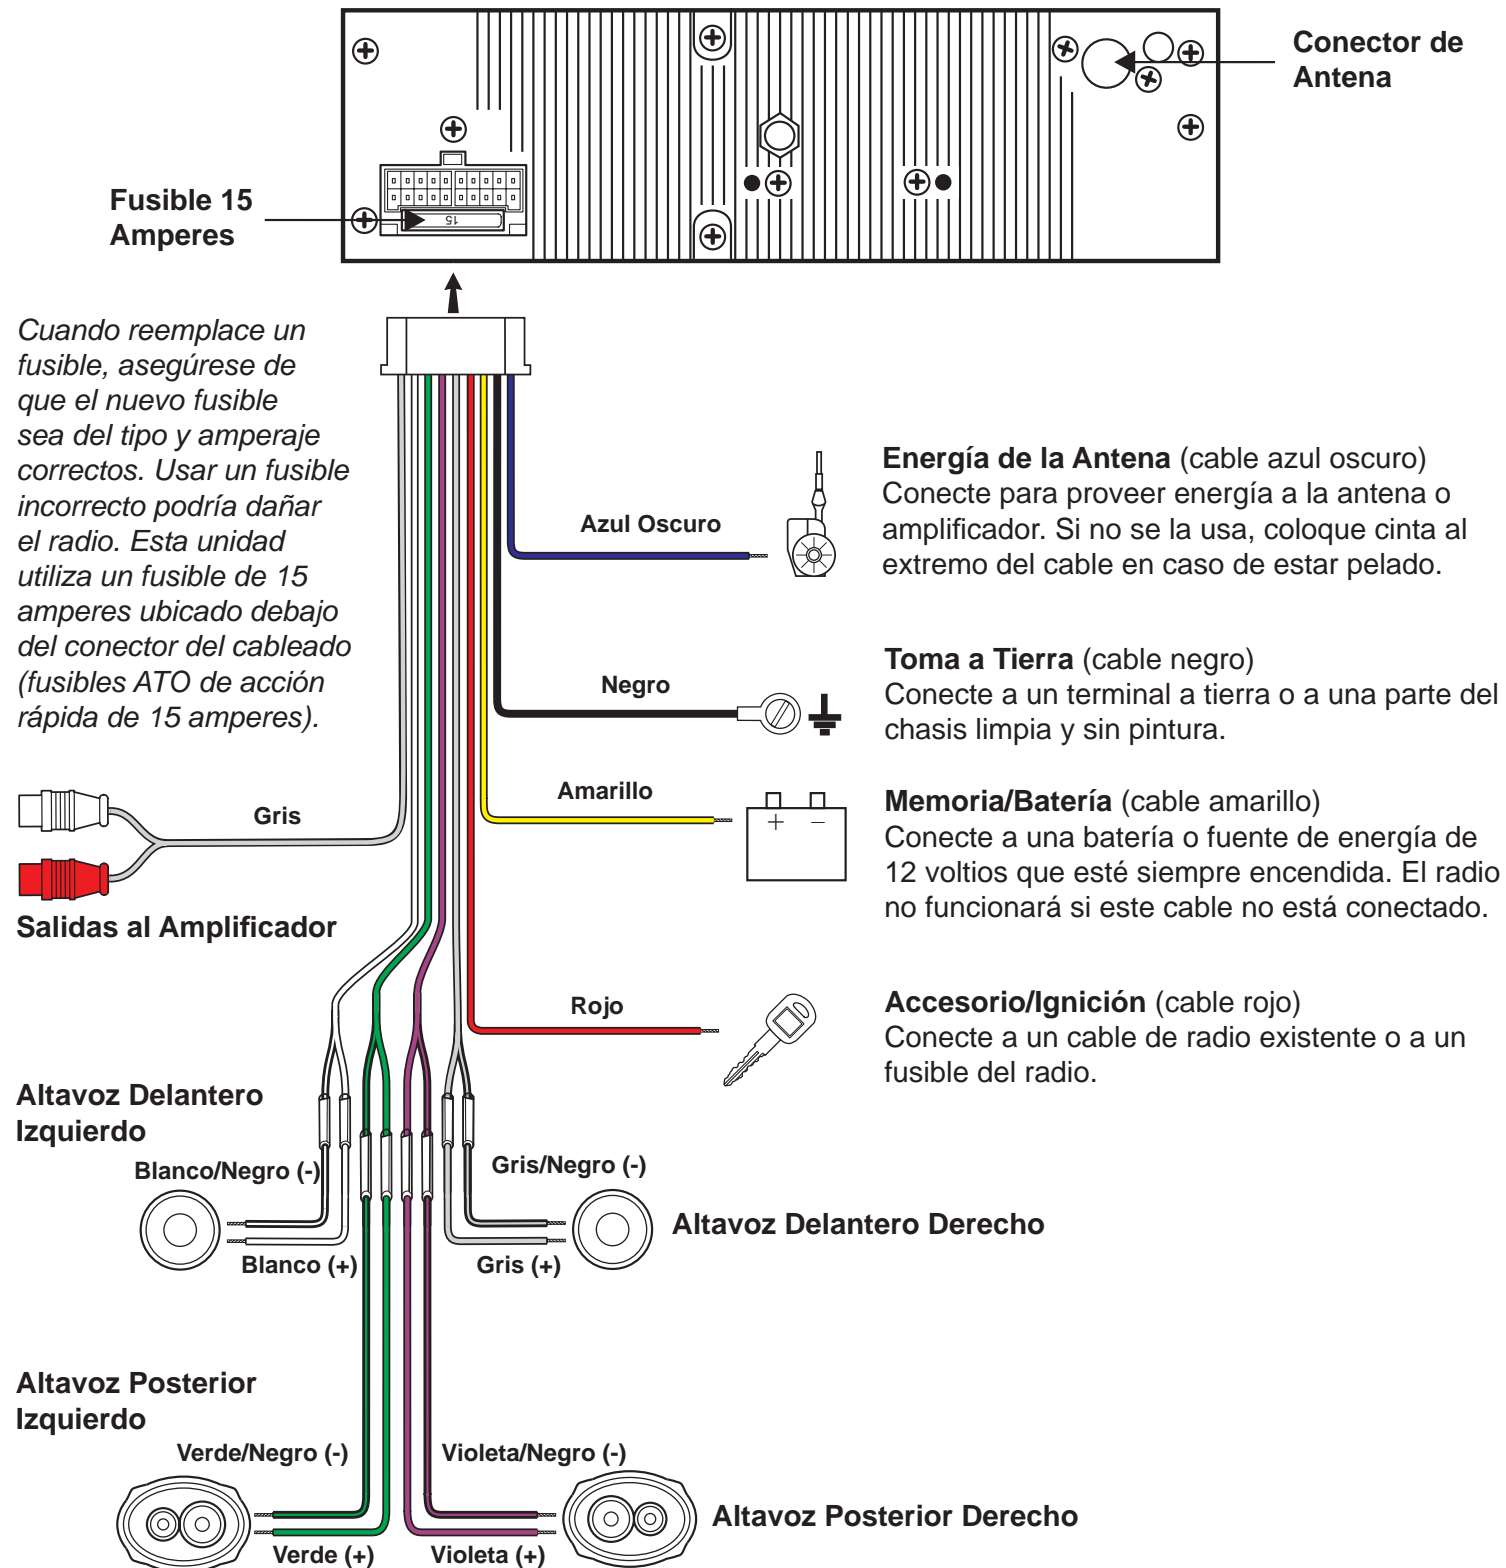 Conector de
Antena
Fusible 15
Amperes
15
Cuando reemplace un
fusible, asegúrese de
que el nuevo fusible
sea del tipo y amperaje
correctos. Usar un fusible
incorrecto podría dañar
el radio. Esta unidad
utiliza un fusible de 15
amperes ubicado debajo
del conector del cableado
(fusibles ATO de acción
rápida de 15 amperes).
Azul Oscuro
Energía de la Antena (cable azul oscuro)
Conecte para proveer energía a la antena o
amplificador. Si no se la usa, coloque cinta al
extremo del cable en caso de estar pelado.
Negro
Toma a Tierra (cable negro)
Conecte a un terminal a tierra o a una parte del
chasis limpia y sin pintura.
Amarillo
+ −
Memoria/Batería (cable amarillo)
Conecte a una batería o fuente de energía de
12 voltios que esté siempre encendida. El radio
no funcionará si este cable no está conectado.
Gris
Salidas al Amplificador
Rojo
Accesorio/Ignición (cable rojo)
Conecte a un cable de radio existente o a un
fusible del radio.
Altavoz Delantero
Izquierdo
Blanco/Negro (-)
Blanco (+)
Gris/Negro (-)
Gris (+)
Altavoz Delantero Derecho
Altavoz Posterior
Izquierdo
Verde/Negro (-)
Verde (+)
Violeta/Negro (-)
Violeta (+)
Altavoz Posterior Derecho